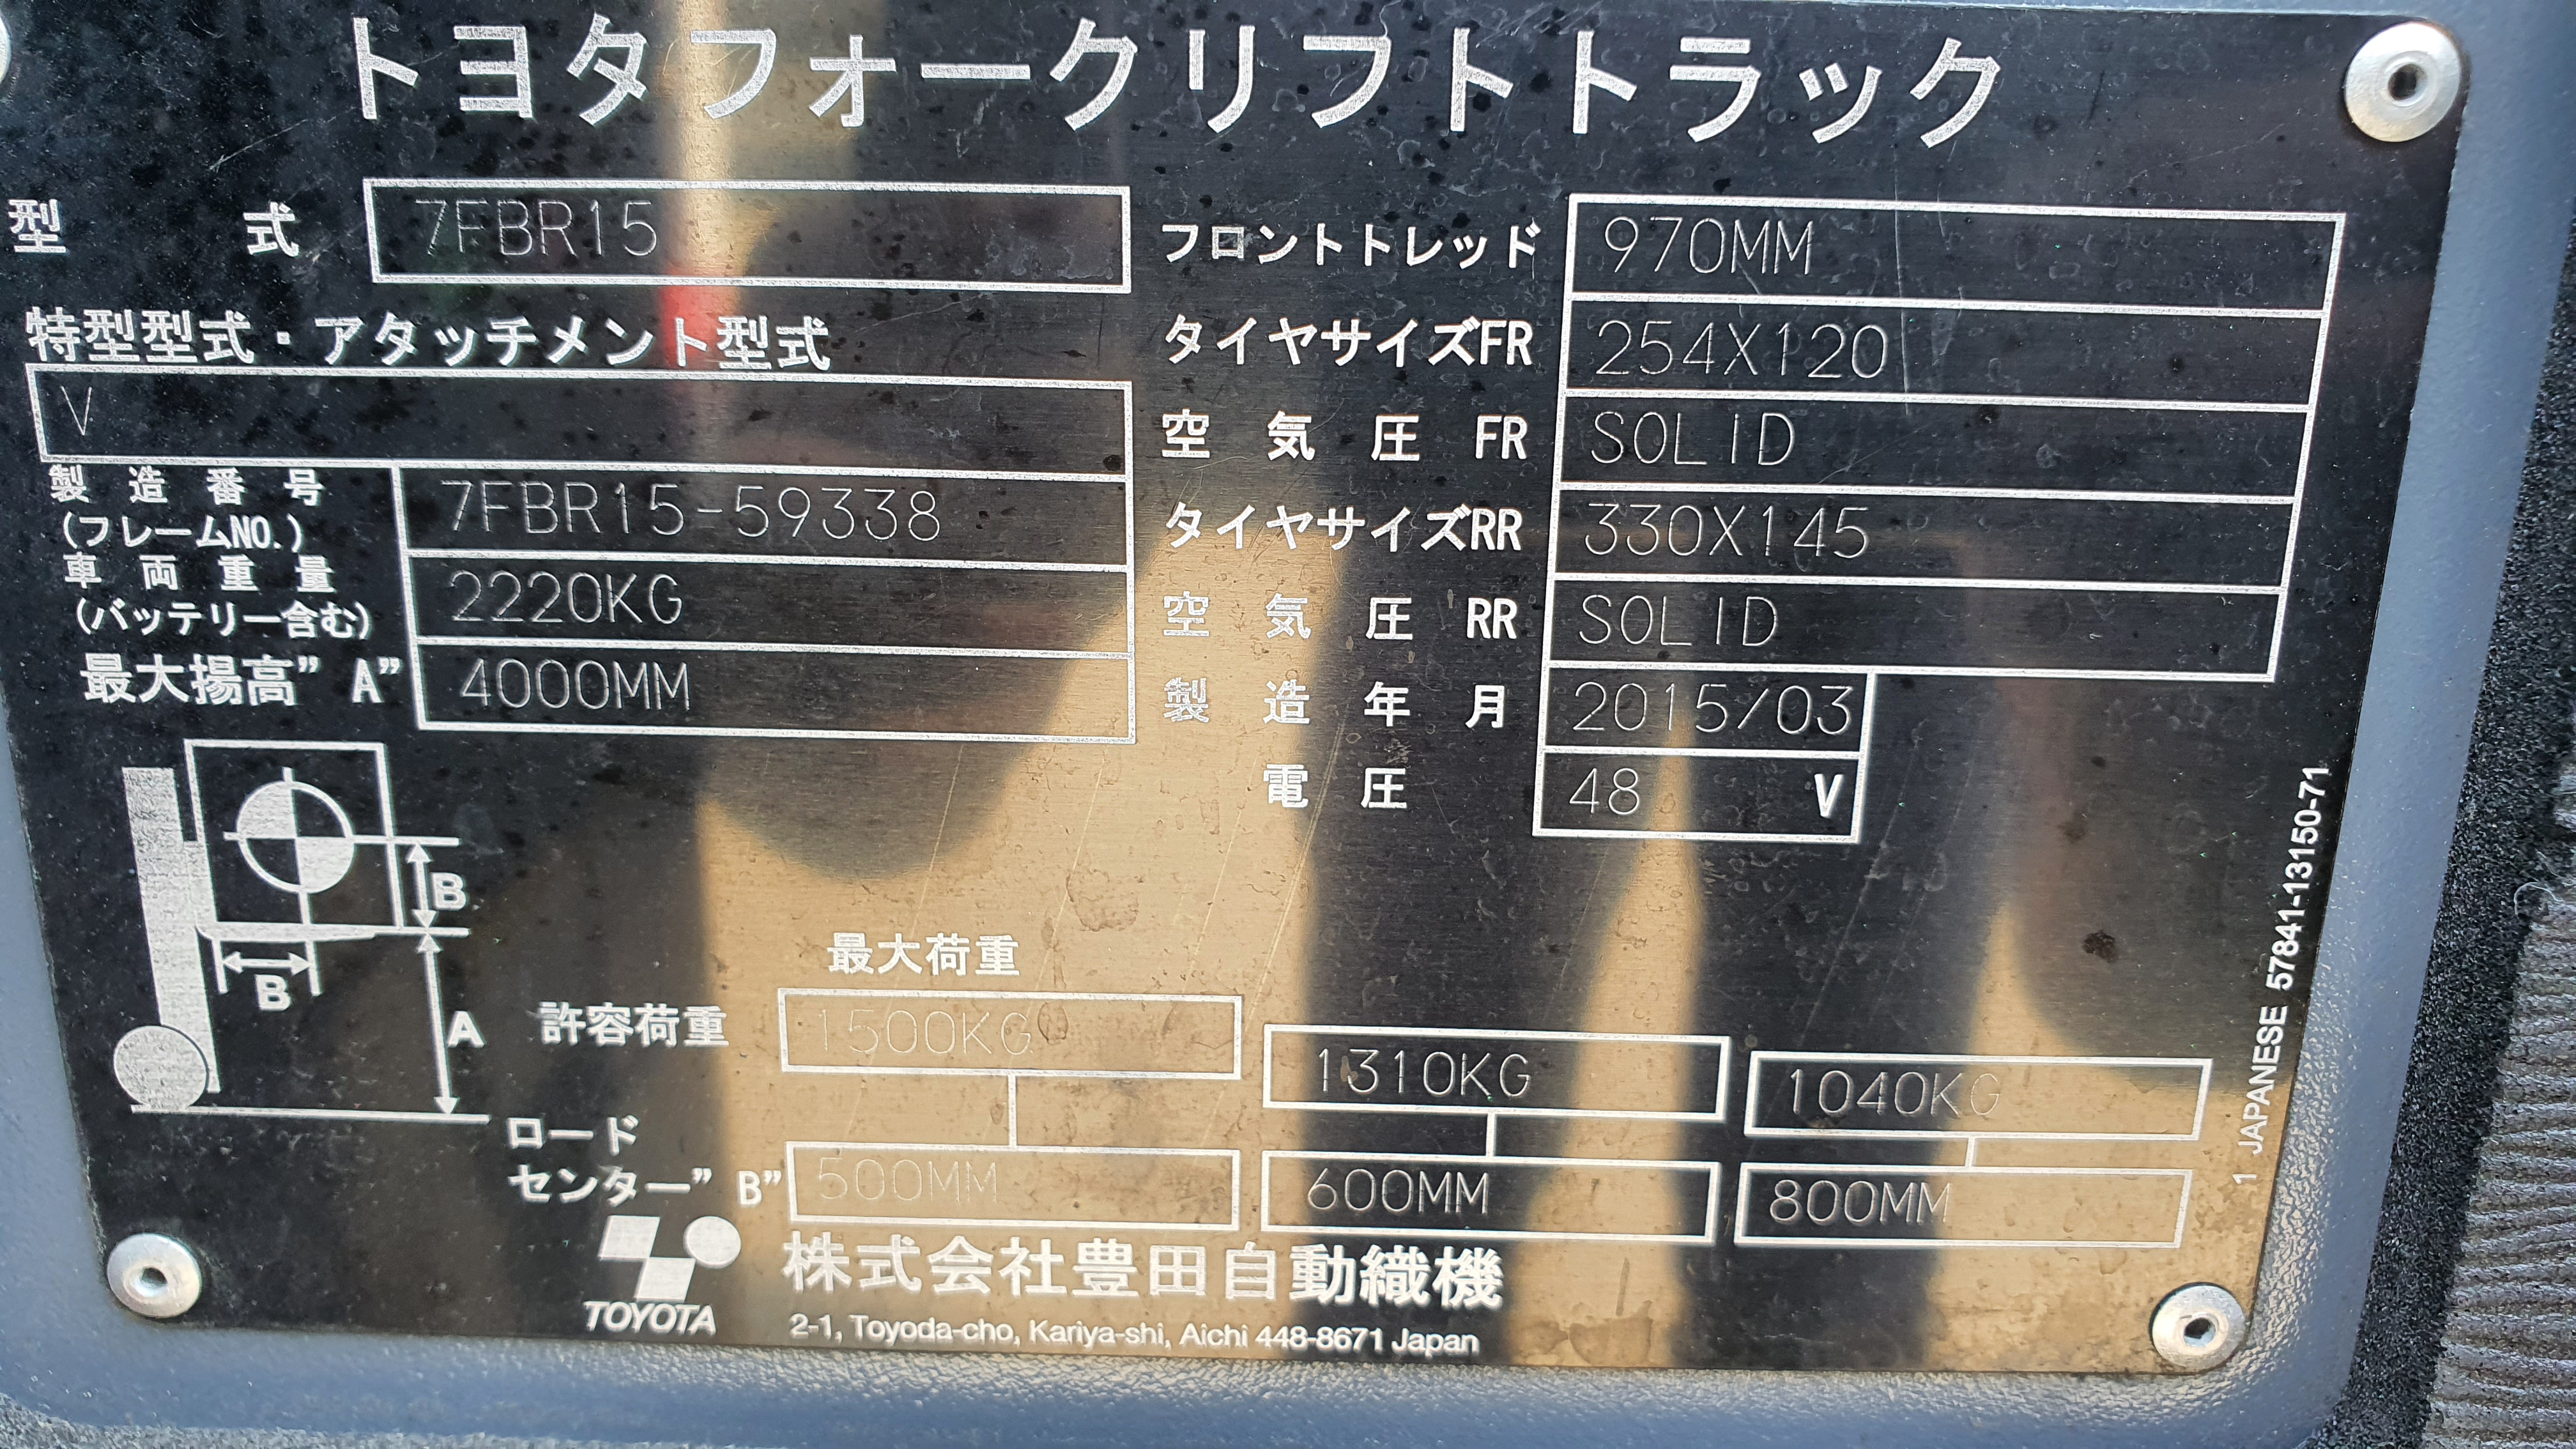 トヨタフォークリフトトラック
型式 7FBR15
特型型式・アタッチメント型式
V
製造番号
(フレームNO.)
7FBR15-59338
車両重量
(バッテリー含む)
2220KG
最大揚高”A” 4000MM
フロントトレッド 970MM
タイヤサイズFR 254X120
空気圧 FR SOLID
タイヤサイズRR 330X145
空気圧 RR SOLID
製造年月 2015/03
電圧 48 V
B
B
A
最大荷重
許容荷重 1500KG 1310KG 1040KG
ロード
センター”B” 500MM 600MM 800MM
TOYOTA
株式会社豊田自動織機
2-1, Toyoda-cho, Kariya-shi, Aichi 448-8671 Japan
1 JAPANESE 57841-13150-71